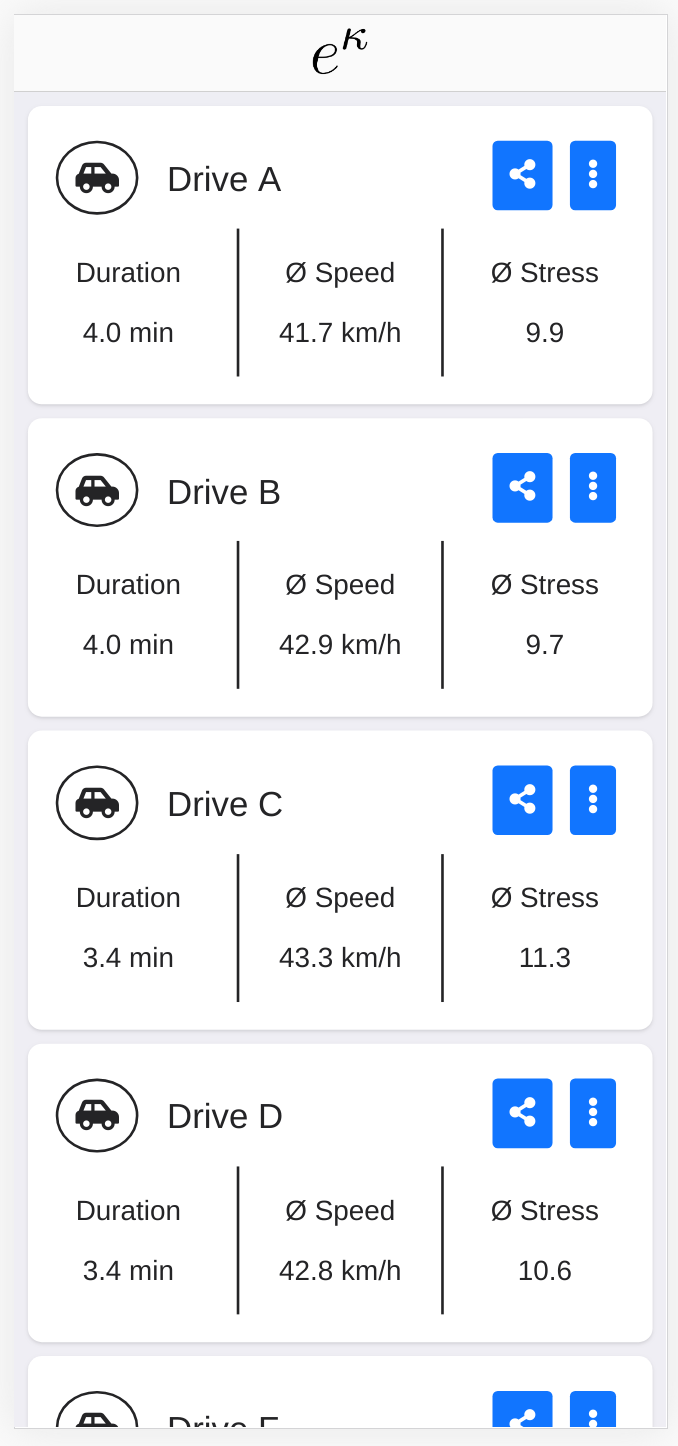 e^κ
Drive A
Duration Ø Speed Ø Stress
4.0 min 41.7 km/h 9.9
Drive B
Duration Ø Speed Ø Stress
4.0 min 42.9 km/h 9.7
Drive C
Duration Ø Speed Ø Stress
3.4 min 43.3 km/h 11.3
Drive D
Duration Ø Speed Ø Stress
3.4 min 42.8 km/h 10.6
Drive